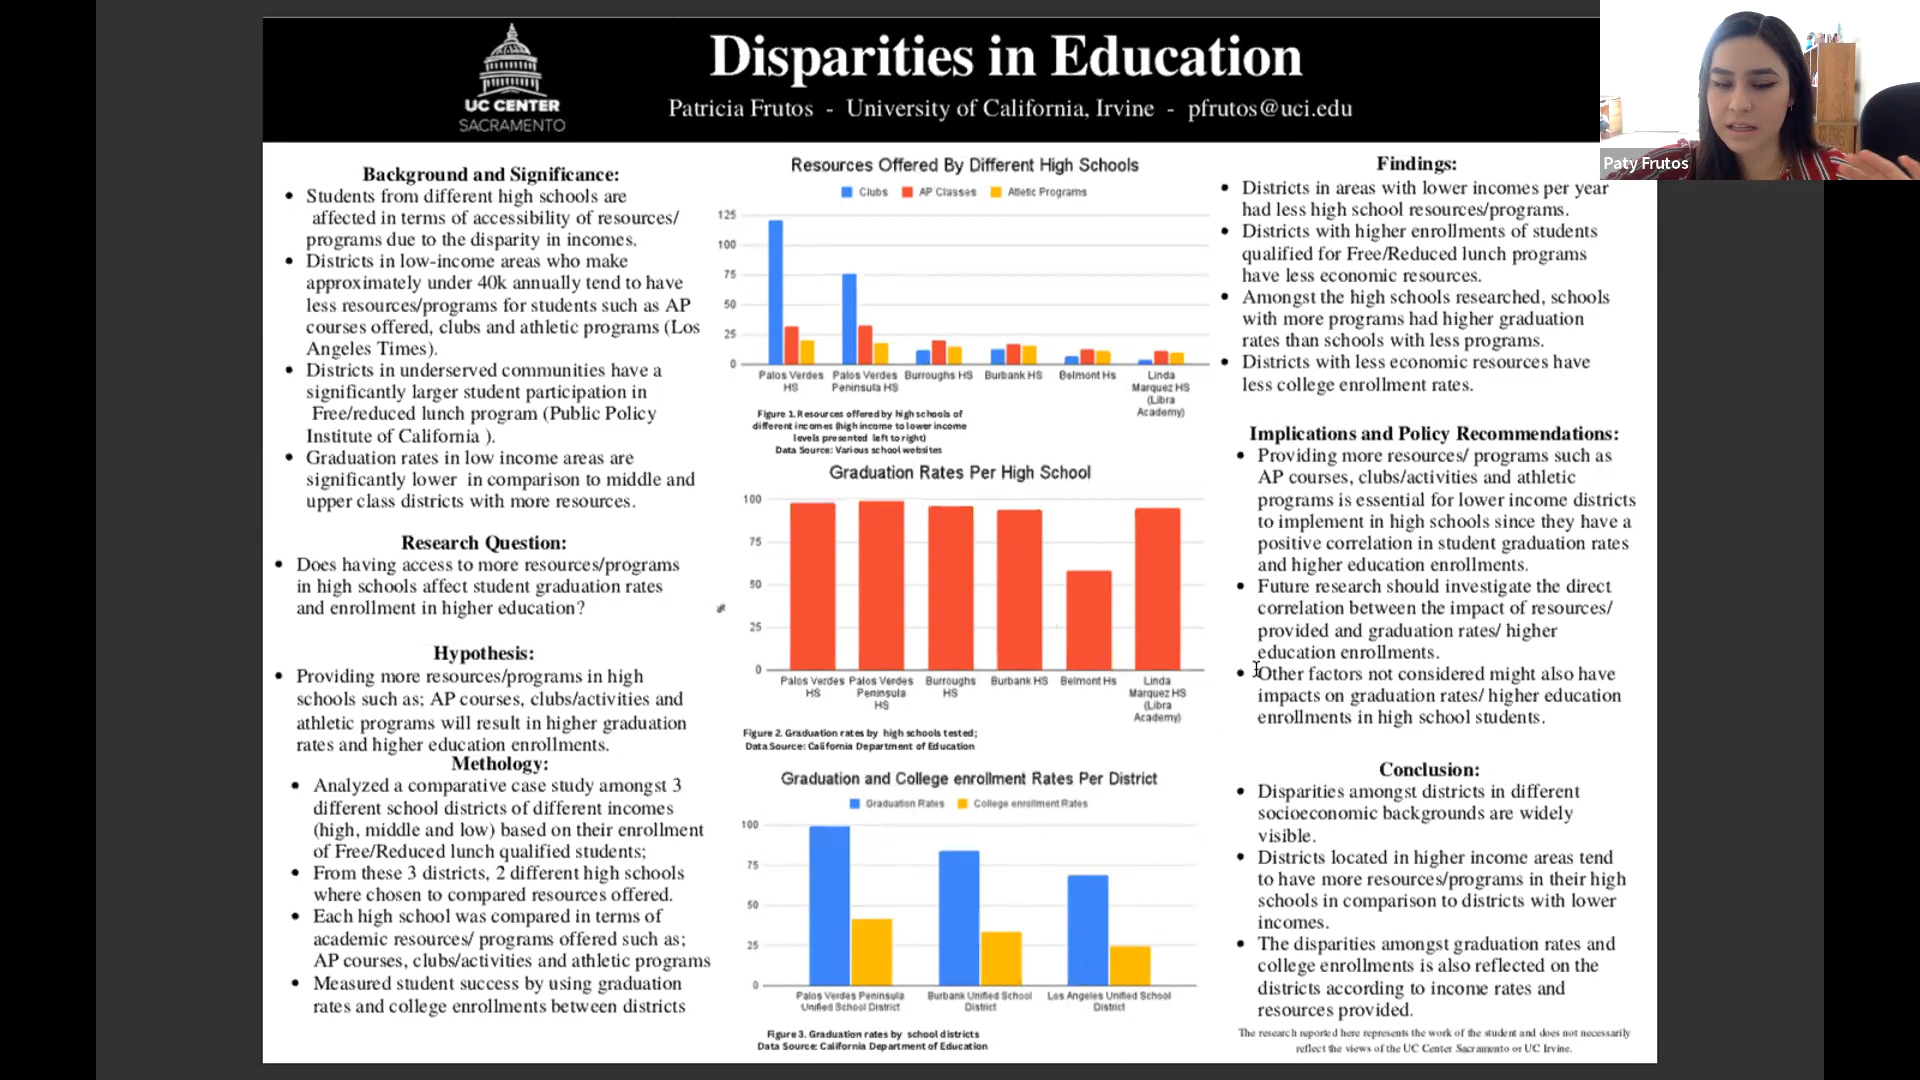 UC CENTER
SACRAMENTO
Disparities in Education
Patricia Frutos - University of California, Irvine - pfrutos@uci.edu
Paty Frutos
Background and Significance:
• Students from different high schools are
affected in terms of accessibility of resources/
programs due to the disparity in incomes.
• Districts in low-income areas who make
approximately under 40k annually tend to have
less resources/programs for students such as AP
courses offered, clubs and athletic programs (Los
Angeles Times).
• Districts in underserved communities have a
significantly larger student participation in
Free/reduced lunch program (Public Policy
Institute of California ).
• Graduation rates in low income areas are
significantly lower in comparison to middle and
upper class districts with more resources.
Research Question:
• Does having access to more resources/programs
in high schools affect student graduation rates
and enrollment in higher education?
Hypothesis:
• Providing more resources/programs in high
schools such as; AP courses, clubs/activities and
athletic programs will result in higher graduation
rates and higher education enrollments.
Methology:
• Analyzed a comparative case study amongst 3
different school districts of different incomes
(high, middle and low) based on their enrollment
of Free/Reduced lunch qualified students;
• From these 3 districts, 2 different high schools
where chosen to compared resources offered.
• Each high school was compared in terms of
academic resources/ programs offered such as;
AP courses, clubs/activities and athletic programs
• Measured student success by using graduation
rates and college enrollments between districts
Resources Offered By Different High Schools
Clubs AP Classes Atletic Programs
125
100
75
50
25
0
Palos Verdes HS
Palos Verdes Peninsula HS
Burroughs HS
Burbank HS
Belmont Hs
Linda Marquez HS (Libra Academy)
Figure 1. Resources offered by high schools of
different incomes (high income to lower income
levels presented left to right)
Data Source: Various school websites
Graduation Rates Per High School
100
75
50
25
0
%
Palos Verdes HS
Palos Verdes Peninsula HS
Burroughs HS
Burbank HS
Belmont Hs
Linda Marquez HS (Libra Academy)
Figure 2. Graduation rates by high schools tested;
Data Source: California Department of Education
Graduation and College enrollment Rates Per District
Graduation Rates College enrollment Rates
100
75
50
25
0
Palos Verdes Peninsula Unified School District
Burbank Unified School District
Los Angeles Unified School District
Figure 3. Graduation rates by school districts
Data Source: California Department of Education
Findings:
• Districts in areas with lower incomes per year
had less high school resources/programs.
• Districts with higher enrollments of students
qualified for Free/Reduced lunch programs
have less economic resources.
• Amongst the high schools researched, schools
with more programs had higher graduation
rates than schools with less programs.
• Districts with less economic resources have
less college enrollment rates.
Implications and Policy Recommendations:
• Providing more resources/ programs such as
AP courses, clubs/activities and athletic
programs is essential for lower income districts
to implement in high schools since they have a
positive correlation in student graduation rates
and higher education enrollments.
• Future research should investigate the direct
correlation between the impact of resources/
provided and graduation rates/ higher
education enrollments.
• Other factors not considered might also have
impacts on graduation rates/ higher education
enrollments in high school students.
Conclusion:
• Disparities amongst districts in different
socioeconomic backgrounds are widely
visible.
• Districts located in higher income areas tend
to have more resources/programs in their high
schools in comparison to districts with lower
incomes.
• The disparities amongst graduation rates and
college enrollments is also reflected on the
districts according to income rates and
resources provided.
The research reported here represents the work of the student and does not necessarily
reflect the views of the UC Center Sacramento or UC Irvine.